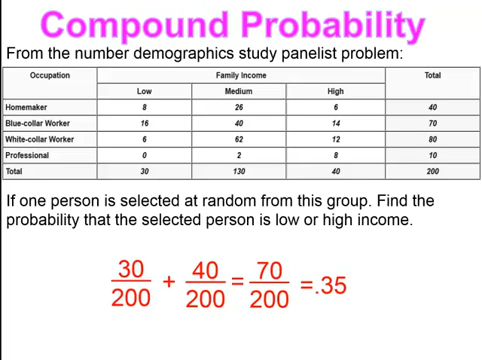 Compound Probability
From the number demographics study panelist problem:
Occupation Family Income Total
Low Medium High
Homemaker 8 26 6 40
Blue-collar Worker 16 40 14 70
White-collar Worker 6 62 12 80
Professional 0 2 8 10
Total 30 130 40 200
If one person is selected at random from this group. Find the
probability that the selected person is low or high income.
30/200 + 40/200 = 70/200 = .35